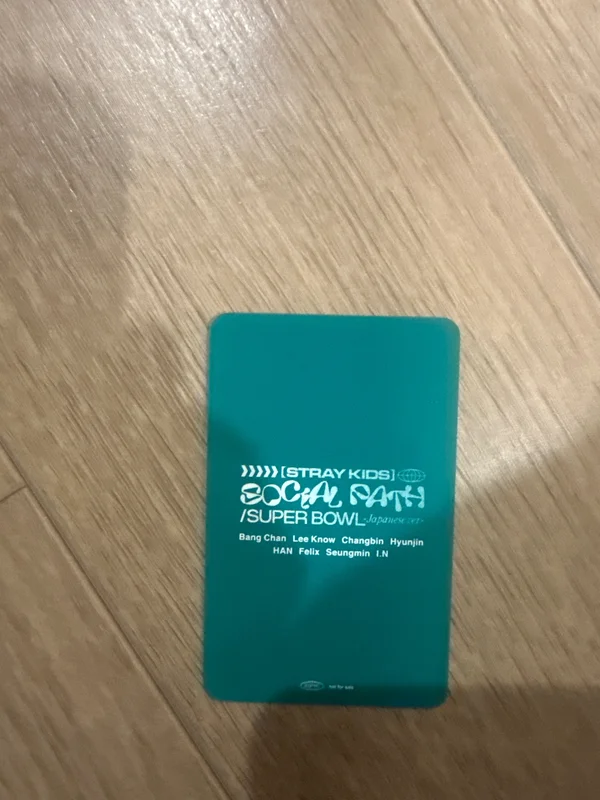 ❯❯❯❯❯[STRAY KIDS]
SOCIAL PATH
/SUPER BOWL -Japanese ver-
Bang Chan Lee Know Changbin Hyunjin
HAN Felix Seungmin I.N
not for sale